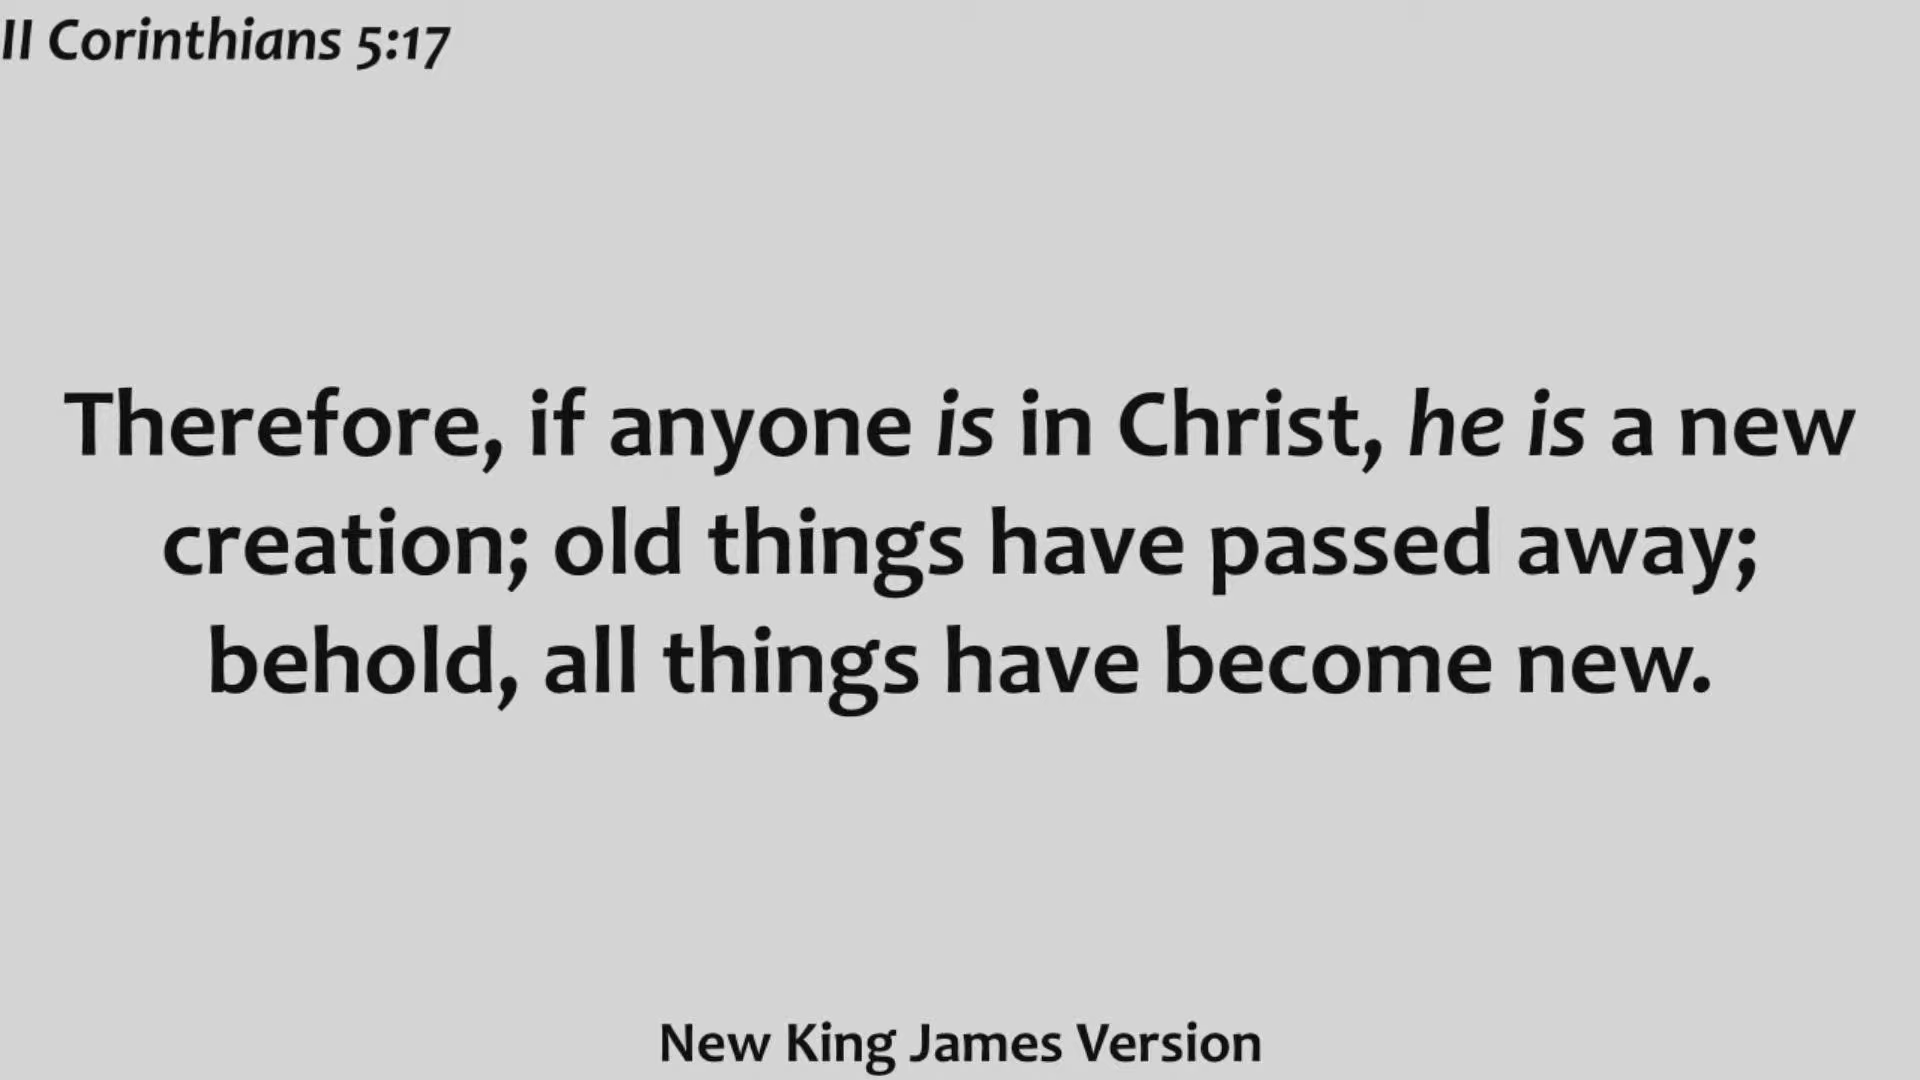 II Corinthians 5:17
Therefore, if anyone is in Christ, he is a new
creation; old things have passed away;
behold, all things have become new.
New King James Version